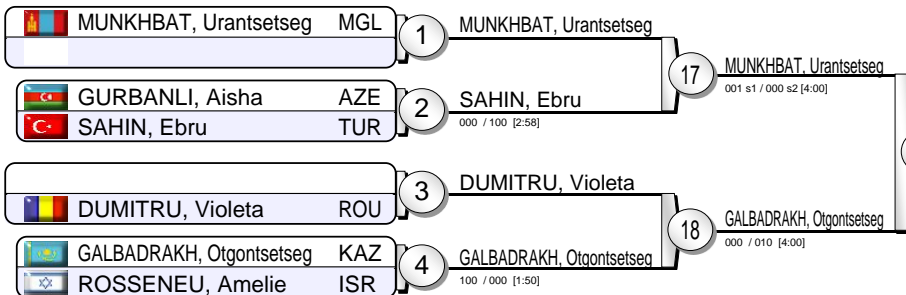 MUNKHBAT, Urantsetseg MGL
1
MUNKHBAT, Urantsetseg
GURBANLI, Aisha AZE
SAHIN, Ebru TUR
2
SAHIN, Ebru
000 / 100 [2:58]
17
MUNKHBAT, Urantsetseg
001 s1 / 000 s2 [4:00]
DUMITRU, Violeta ROU
3
DUMITRU, Violeta
GALBADRAKH, Otgontsetseg KAZ
ROSSENEU, Amelie ISR
4
GALBADRAKH, Otgontsetseg
100 / 000 [1:50]
18
GALBADRAKH, Otgontsetseg
000 / 010 [4:00]